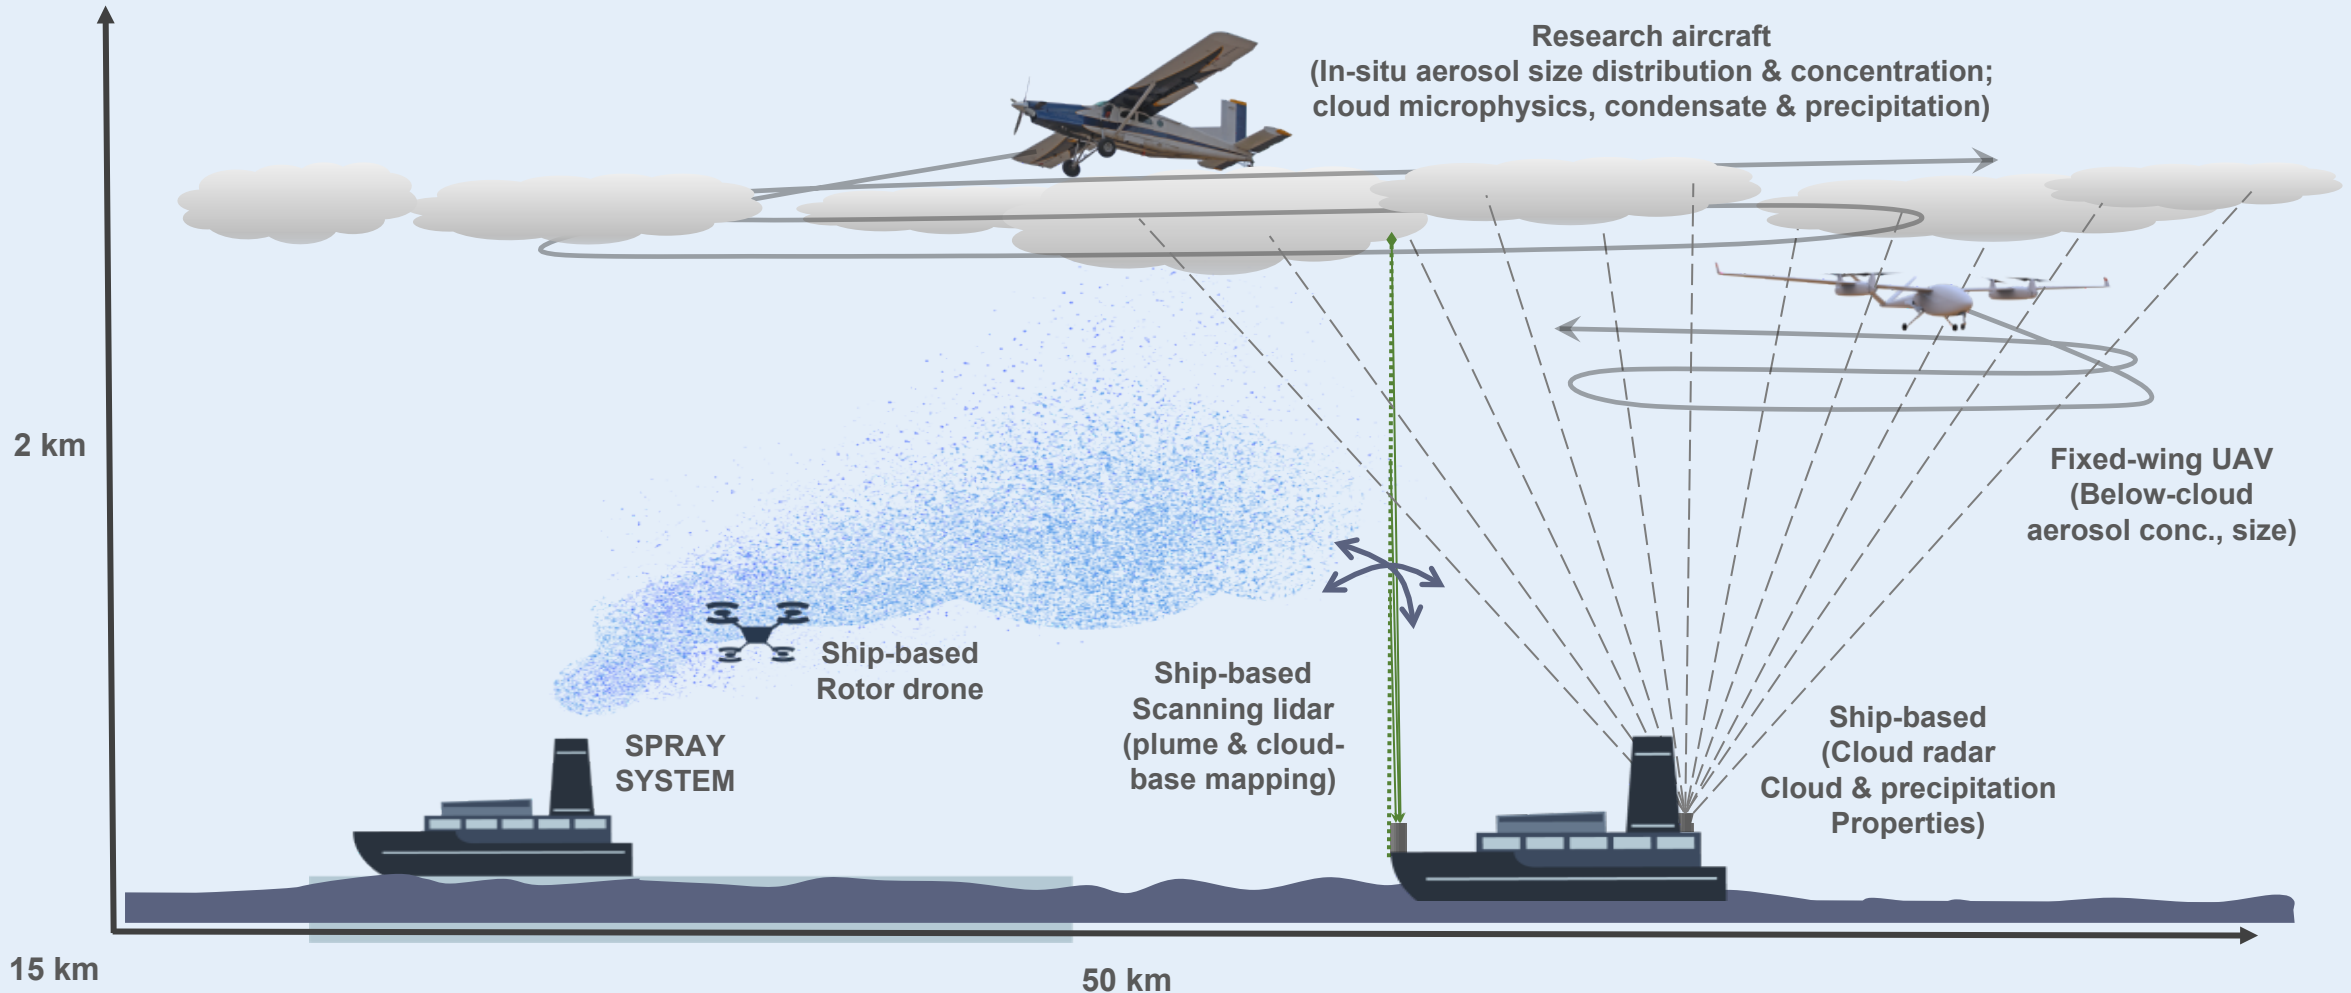 Research aircraft
(In-situ aerosol size distribution & concentration;
cloud microphysics, condensate & precipitation)
2 km
Fixed-wing UAV
(Below-cloud
aerosol conc., size)
Ship-based
Rotor drone
Ship-based
Scanning lidar
(plume & cloud-
base mapping)
SPRAY
SYSTEM
Ship-based
(Cloud radar
Cloud & precipitation
Properties)
15 km
50 km